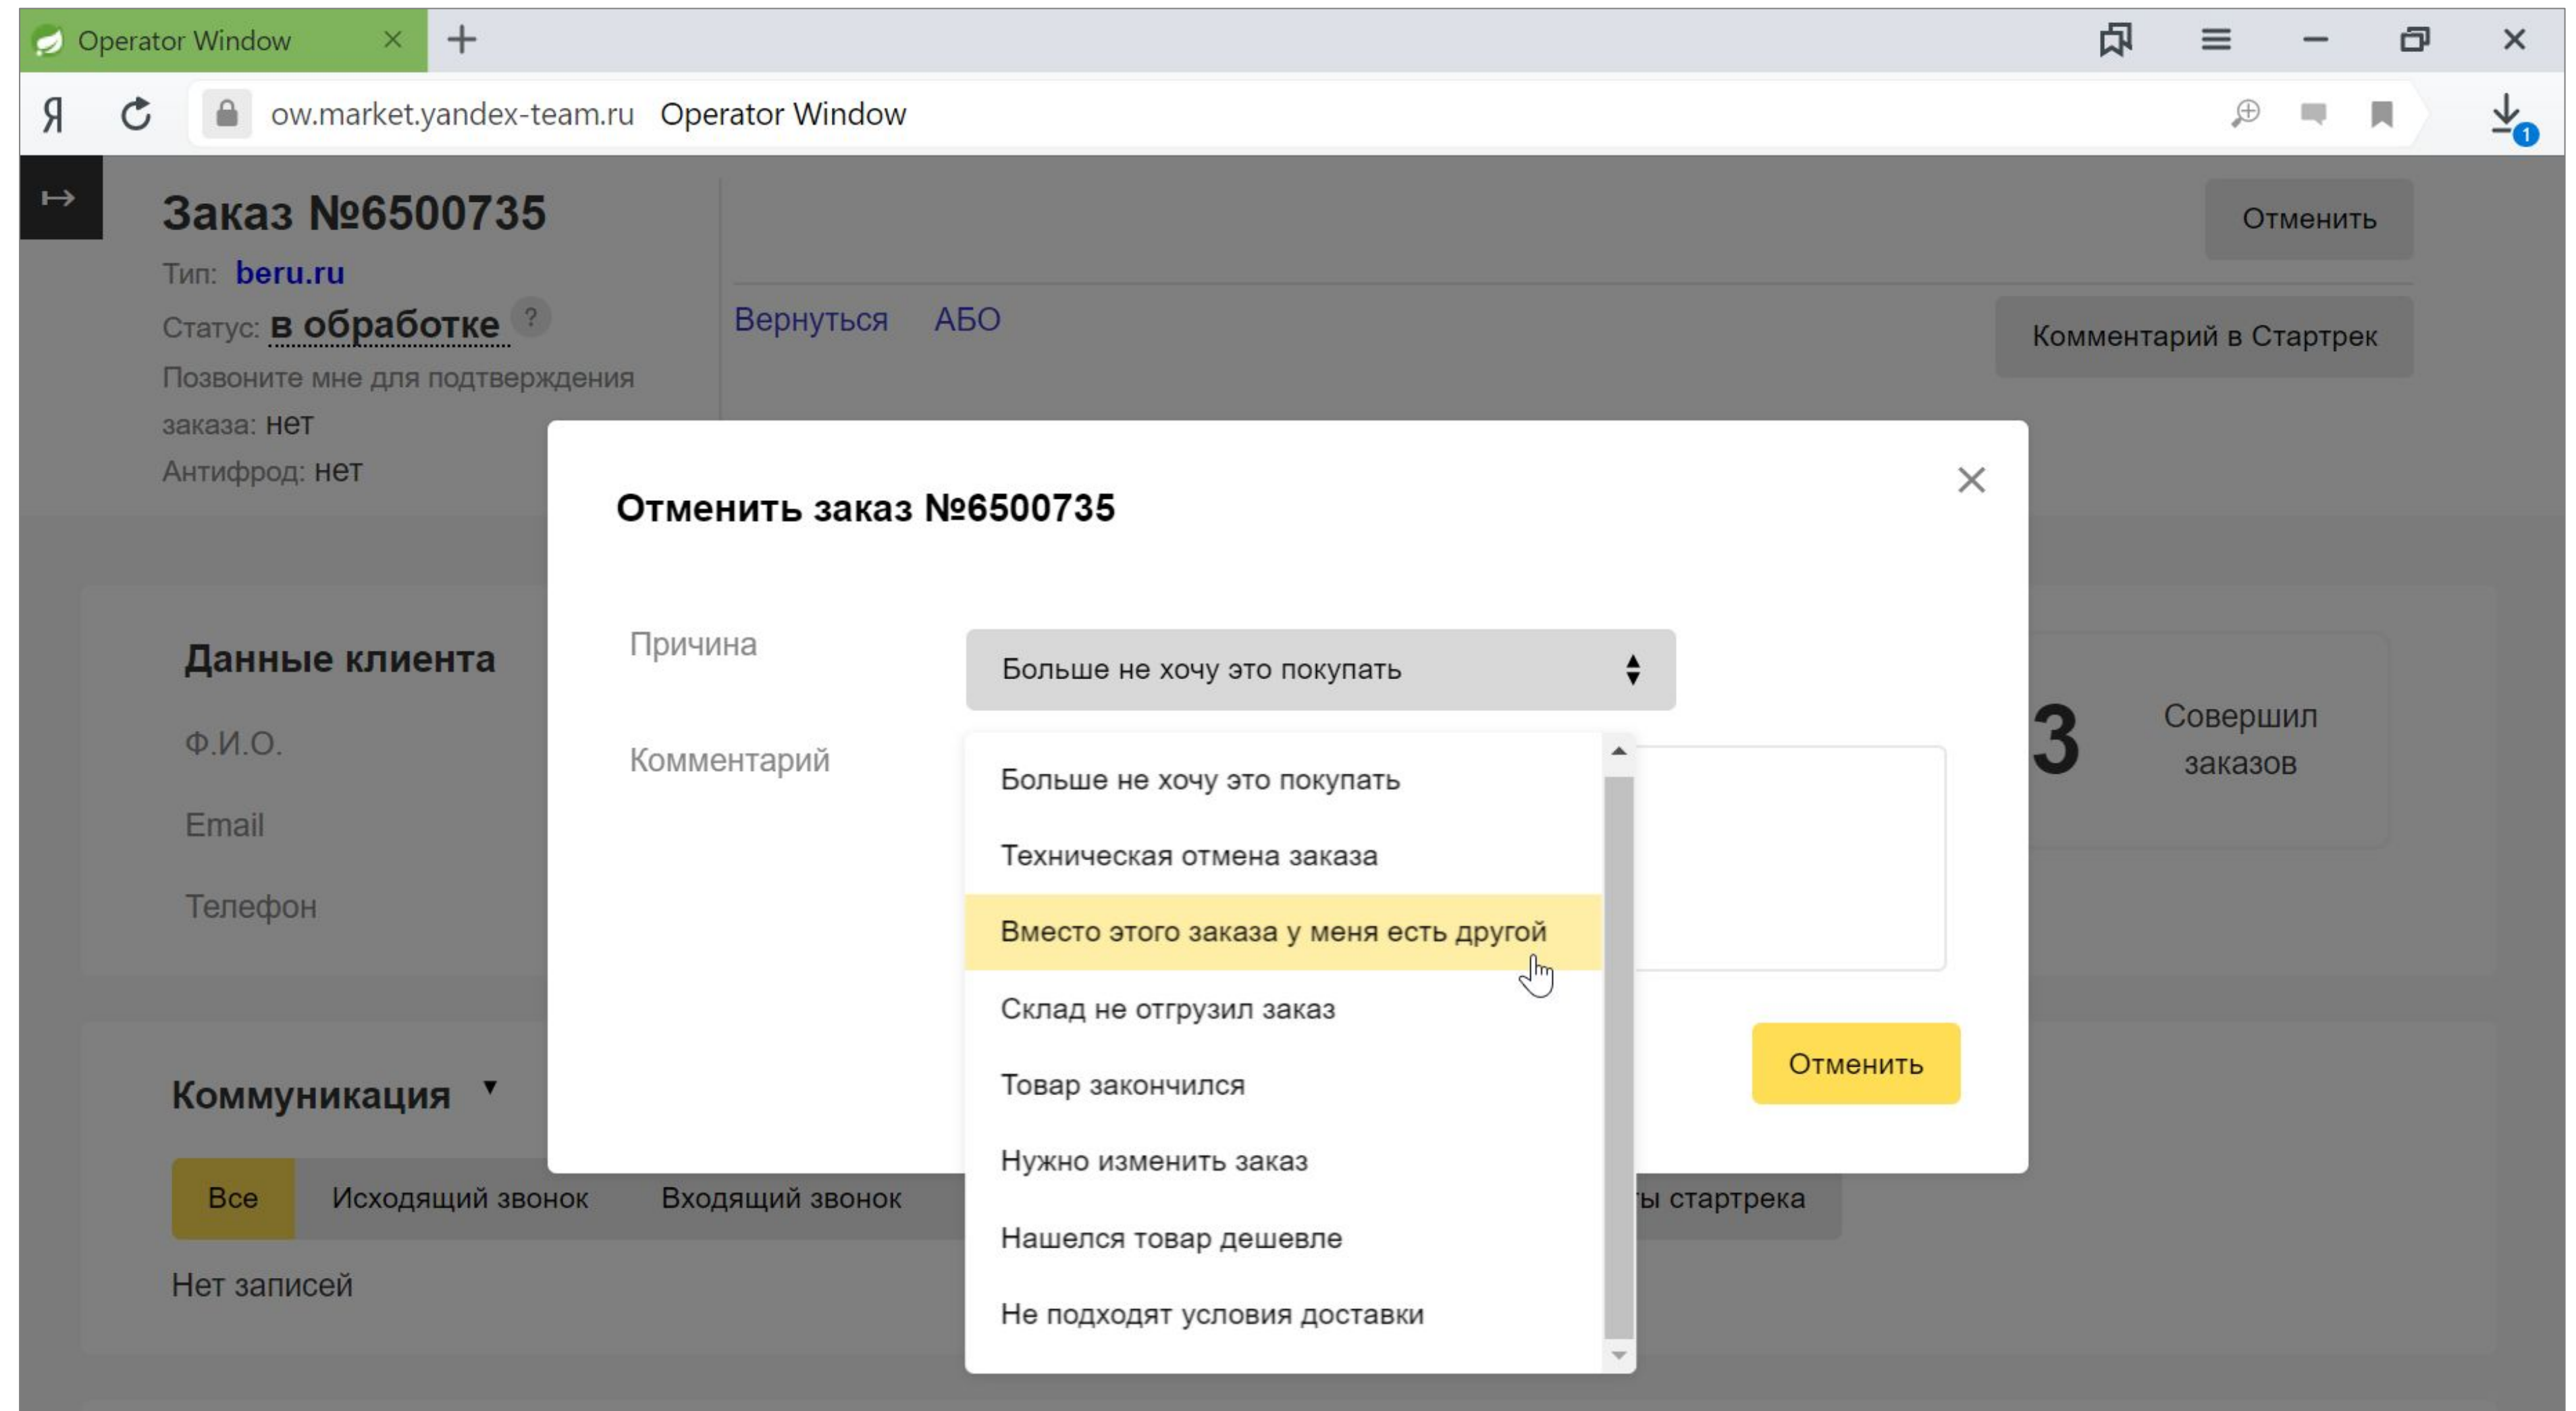 Operator Window
Я ow.market.yandex-team.ru Operator Window
1
Заказ №6500735
Отменить
Тип: beru.ru
Статус: в обработке ?
Вернуться АБО
Комментарий в Стартрек
Позвоните мне для подтверждения
заказа: нет
Антифрод: нет
Отменить заказ №6500735
Данные клиента
Ф.И.О.
Email
Телефон
Причина
Больше не хочу это покупать
Комментарий
Больше не хочу это покупать
Техническая отмена заказа
Вместо этого заказа у меня есть другой
Склад не отгрузил заказ
Товар закончился
Нужно изменить заказ
Нашелся товар дешевле
Не подходят условия доставки
Отменить
3 Совершил
заказов
Коммуникация
Все Исходящий звонок Входящий звонок стартрека
Нет записей